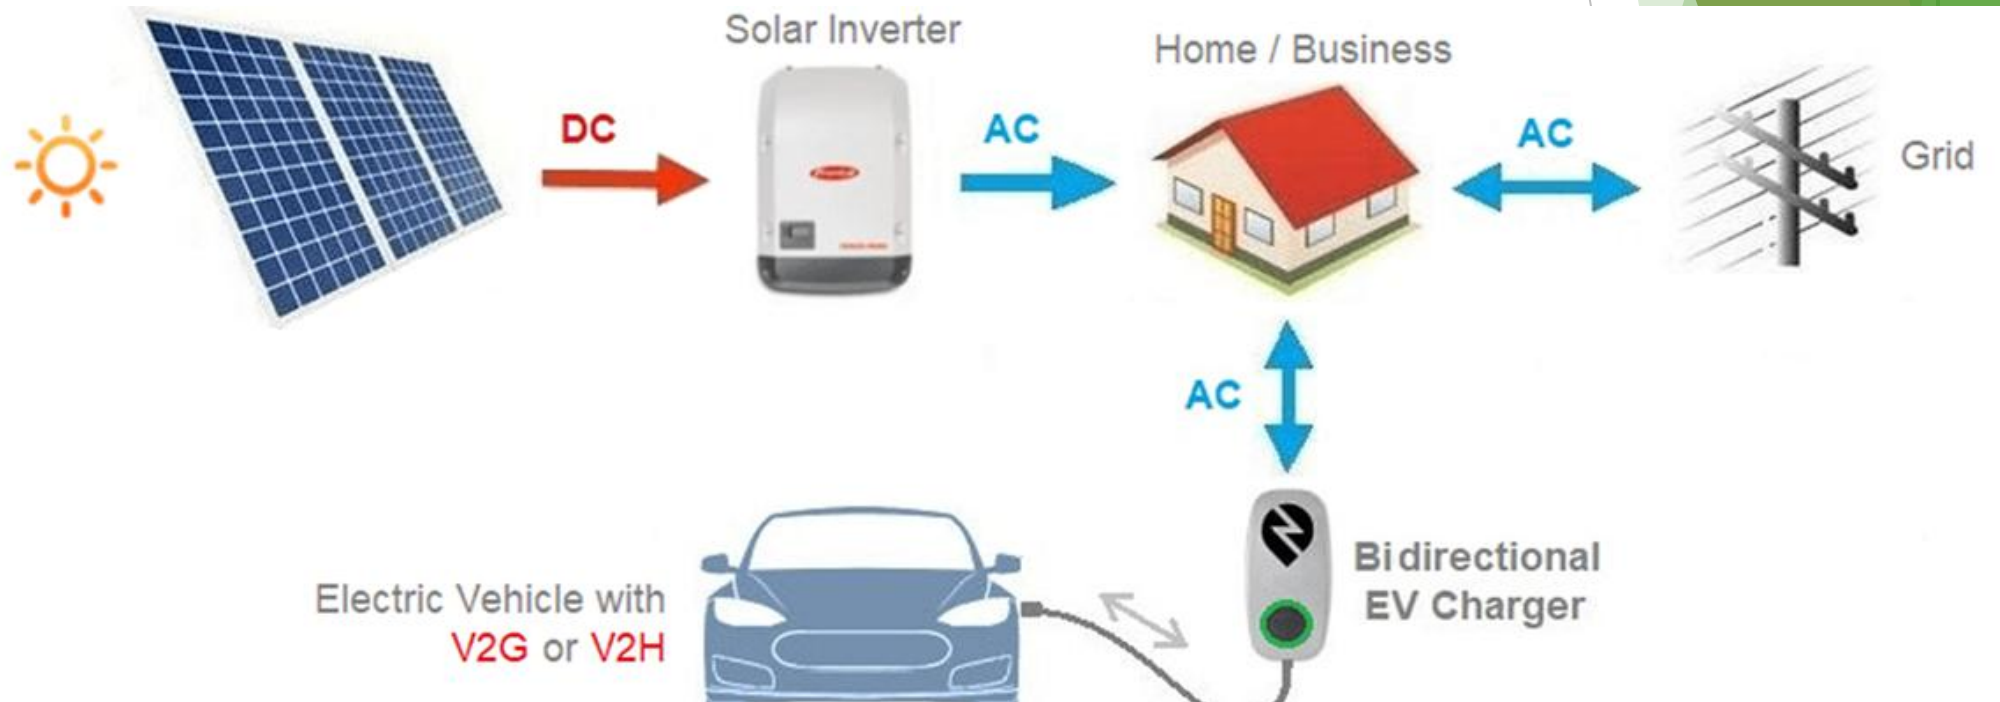 Solar Inverter
Home / Business
DC
AC
AC
Grid
AC
Electric Vehicle with
V2G or V2H
Bidirectional
EV Charger